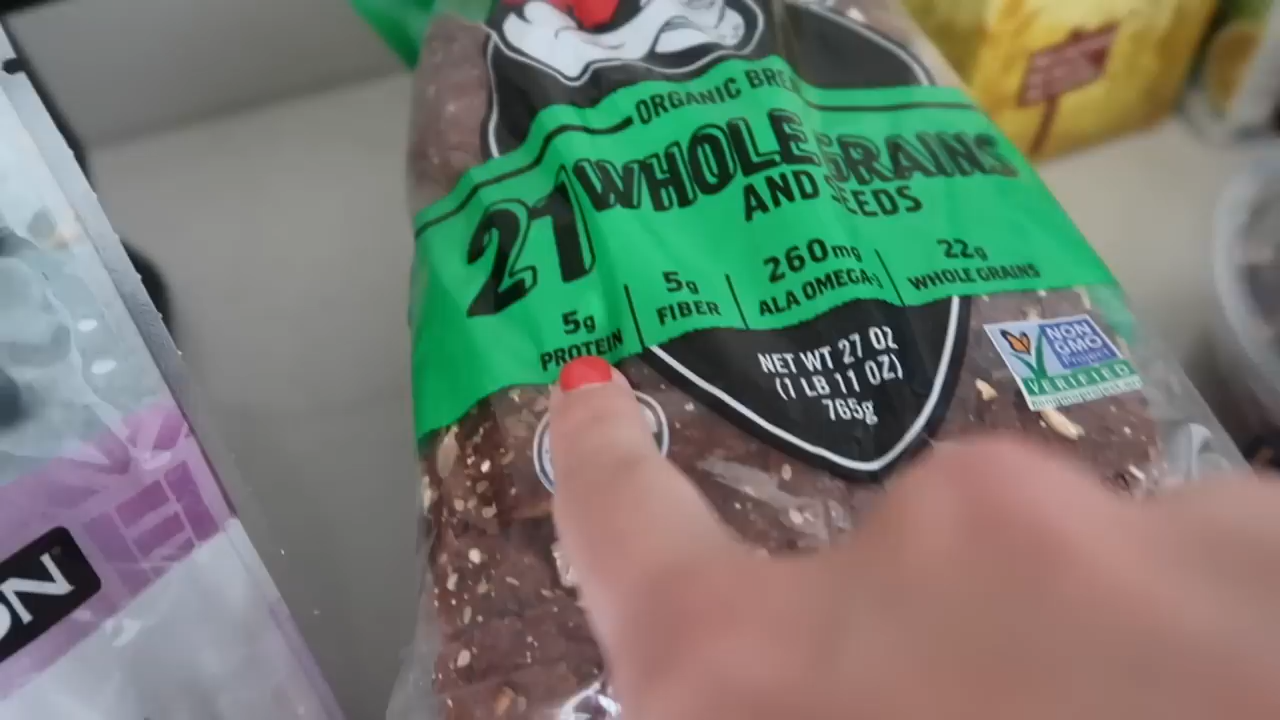 ORGANIC
21 WHOLE GRAINS
AND SEEDS
5g
PROTEIN
5g
FIBER
260mg
ALA OMEGA-3
22g
WHOLE GRAINS
NET WT 27 OZ
(1 LB 11 OZ)
765g
NON
GMO
Project
VERIFIED
ON